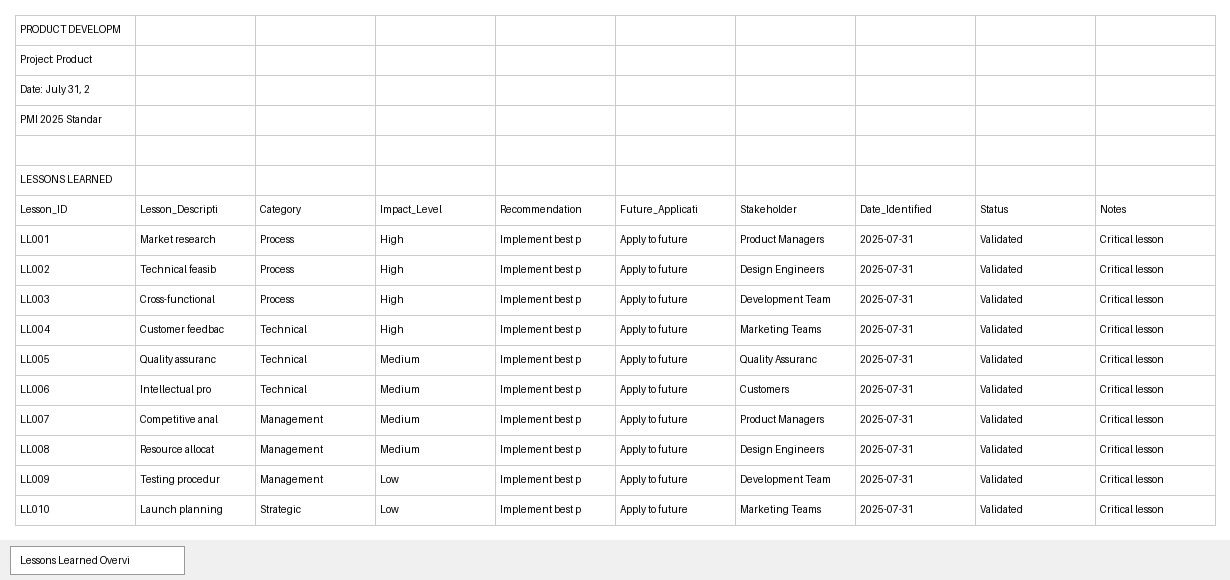 PRODUCT DEVELOPM
Project: Product
Date: July 31, 2
PMI 2025 Standar
LESSONS LEARNED
Lesson_ID Lesson_Descripti Category Impact_Level Recommendation Future_Applicati Stakeholder Date_Identified Status Notes
LL001 Market research Process High Implement best p Apply to future Product Managers 2025-07-31 Validated Critical lesson
LL002 Technical feasib Process High Implement best p Apply to future Design Engineers 2025-07-31 Validated Critical lesson
LL003 Cross-functional Process High Implement best p Apply to future Development Team 2025-07-31 Validated Critical lesson
LL004 Customer feedbac Technical High Implement best p Apply to future Marketing Teams 2025-07-31 Validated Critical lesson
LL005 Quality assuranc Technical Medium Implement best p Apply to future Quality Assuranc 2025-07-31 Validated Critical lesson
LL006 Intellectual pro Technical Medium Implement best p Apply to future Customers 2025-07-31 Validated Critical lesson
LL007 Competitive anal Management Medium Implement best p Apply to future Product Managers 2025-07-31 Validated Critical lesson
LL008 Resource allocat Management Medium Implement best p Apply to future Design Engineers 2025-07-31 Validated Critical lesson
LL009 Testing procedur Management Low Implement best p Apply to future Development Team 2025-07-31 Validated Critical lesson
LL010 Launch planning Strategic Low Implement best p Apply to future Marketing Teams 2025-07-31 Validated Critical lesson
Lessons Learned Overvi